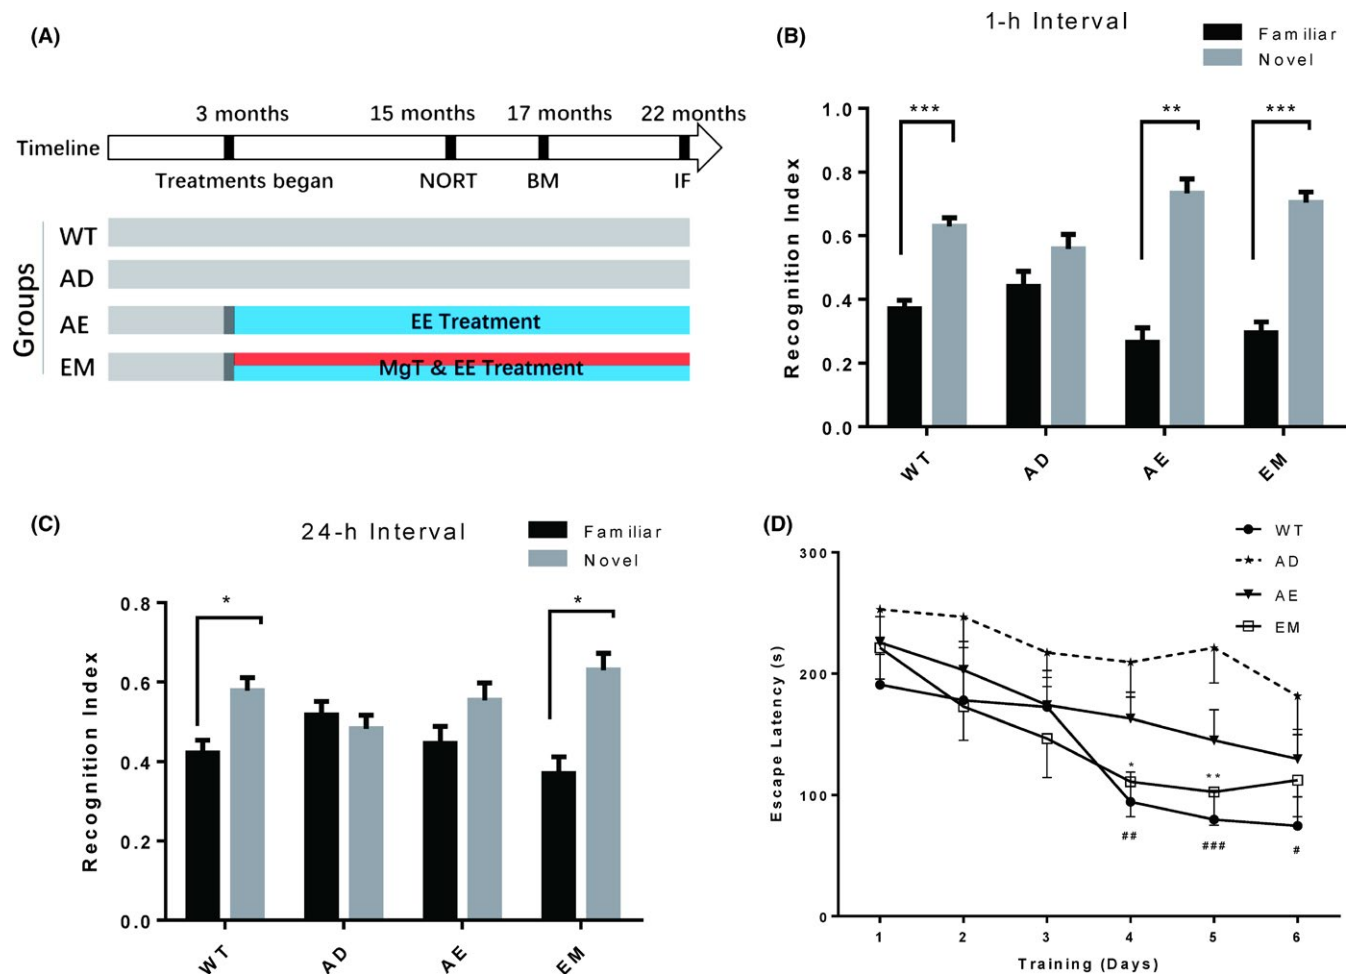 (A)
3 months 15 months 17 months 22 months
Timeline
Treatments began NORT BM IF
Groups
WT
AD
AE EE Treatment
EM MgT & EE Treatment
(B)
1-h Interval
Familiar
Novel
*** ** ***
Recognition Index
1.0
0.8
0.6
0.4
0.2
0.0
WT AD AE EM
(C)
24-h Interval
Familiar
Novel
* *
Recognition Index
0.8
0.6
0.4
0.2
0.0
WT AD AE EM
(D)
WT
AD
AE
EM
Escape Latency (s)
300
200
100
0
* **
## ### #
1 2 3 4 5 6
Training (Days)